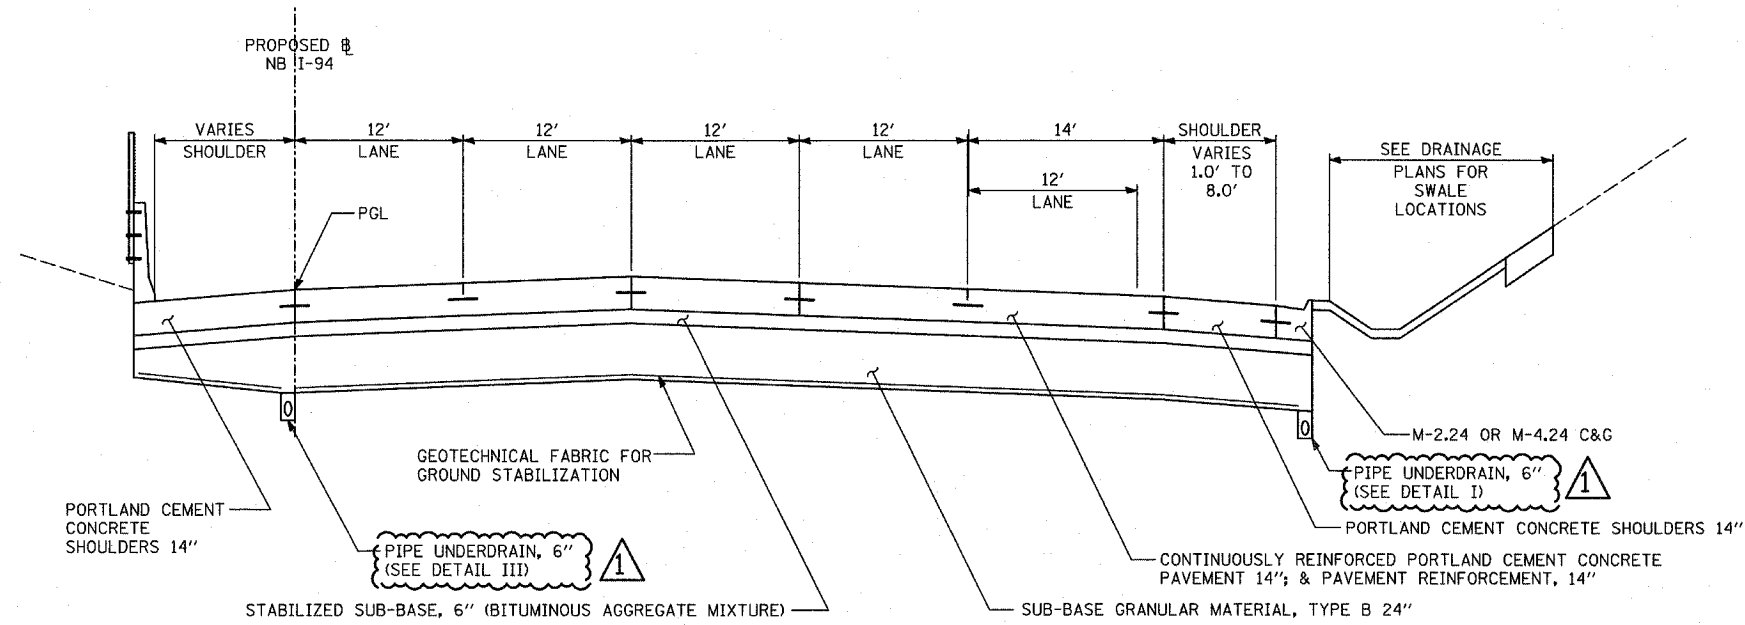 PROPOSED ℄
NB I-94
VARIES
SHOULDER
12'
LANE
12'
LANE
12'
LANE
12'
LANE
14'
12'
LANE
SHOULDER
VARIES
1.0' TO
8.0'
SEE DRAINAGE
PLANS FOR
SWALE
LOCATIONS
PGL
GEOTECHNICAL FABRIC FOR
GROUND STABILIZATION
M-2.24 OR M-4.24 C&G
PIPE UNDERDRAIN, 6"
(SEE DETAIL I)
1
PORTLAND CEMENT
CONCRETE
SHOULDERS 14"
PORTLAND CEMENT CONCRETE SHOULDERS 14"
PIPE UNDERDRAIN, 6"
(SEE DETAIL III)
1
CONTINUOUSLY REINFORCED PORTLAND CEMENT CONCRETE
PAVEMENT 14"; & PAVEMENT REINFORCEMENT, 14"
STABILIZED SUB-BASE, 6" (BITUMINOUS AGGREGATE MIXTURE)
SUB-BASE GRANULAR MATERIAL, TYPE B 24"